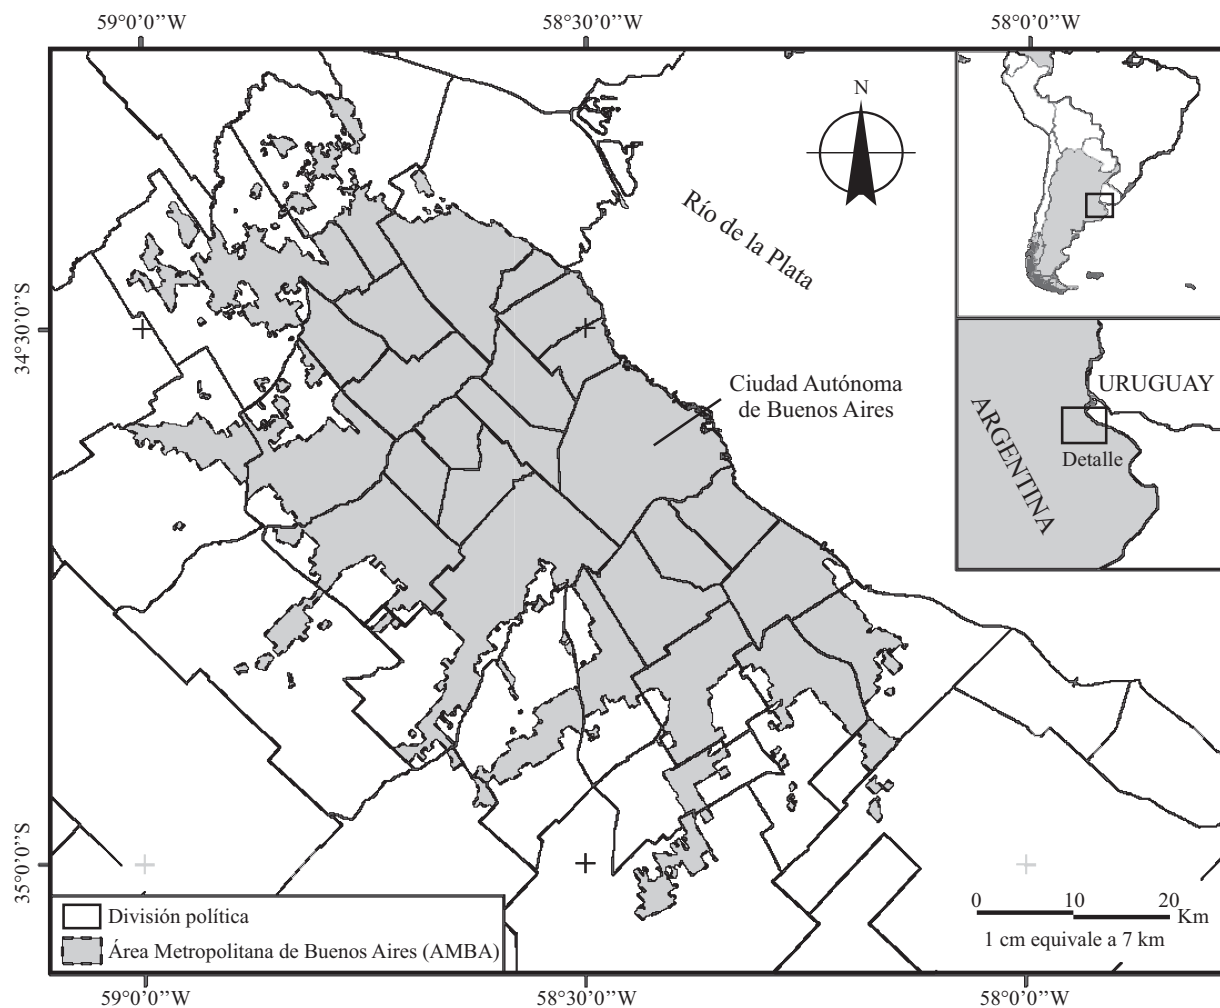 59°0’0’’W
58°30’0’’W
58°0’0’’W
N
Río de la Plata
34°30’0’’S
Ciudad Autónoma
de Buenos Aires
URUGUAY
ARGENTINA
Detalle
35°0’0’’S
División política
Área Metropolitana de Buenos Aires (AMBA)
0 10 20
Km
1 cm equivale a 7 km
59°0’0’’W
58°30’0’’W
58°0’0’’W